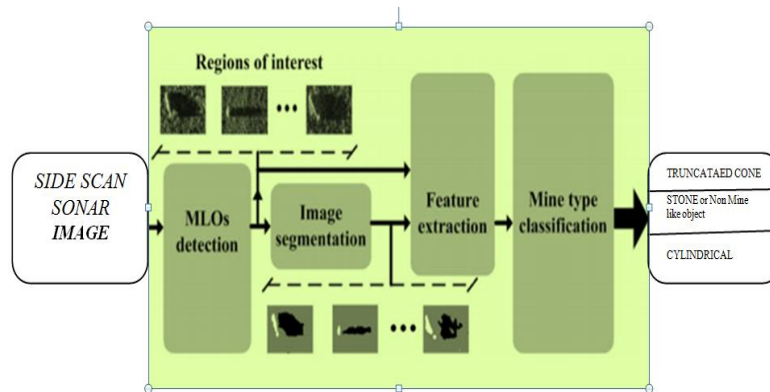 Regions of interest
SIDE SCAN
SONAR
IMAGE
MLOs
detection
Image
segmentation
Feature
extraction
Mine type
classification
TRUNCATAED CONE
STONE or Non Mine
like object
CYLINDRICAL